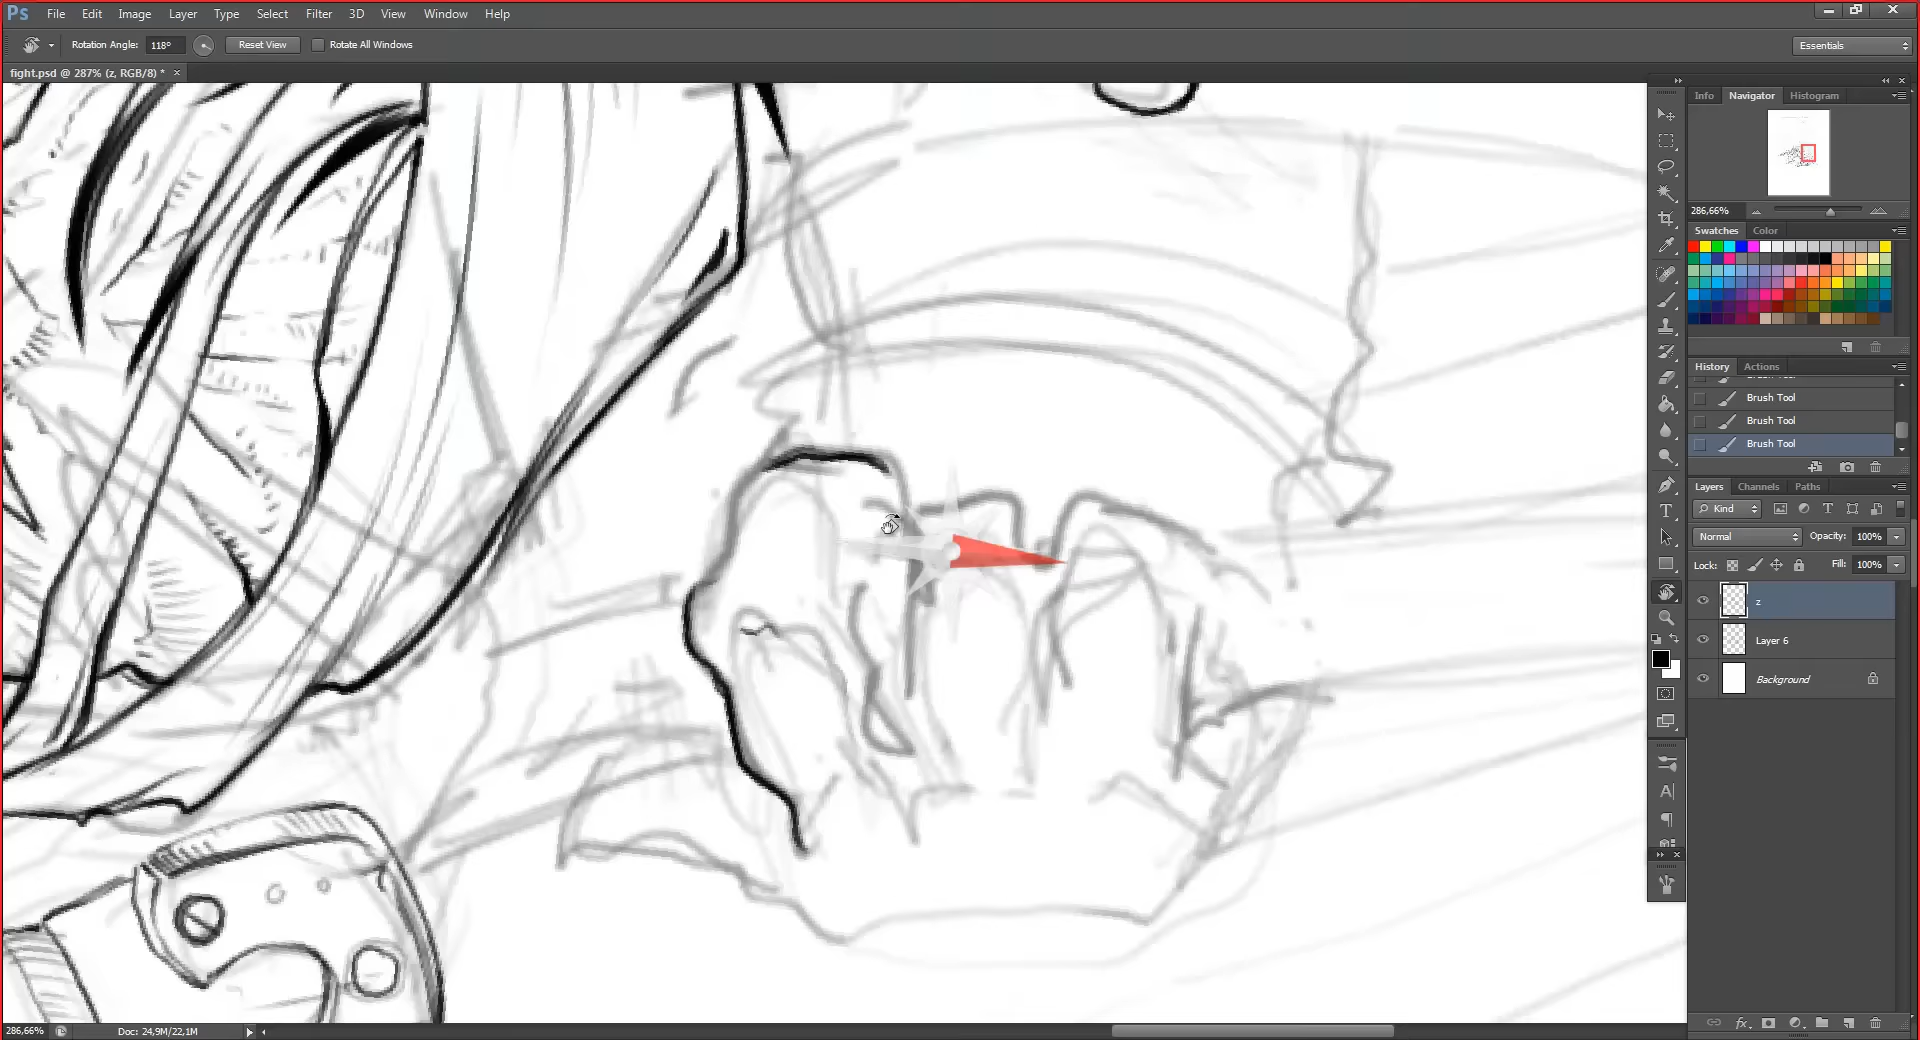 Ps File Edit Image Layer Type Select Filter 3D View Window Help
Rotation Angle: 118° Reset View Rotate All Windows Essentials
fight.psd @ 287% (z, RGB/8) * ×
Info Navigator Histogram
286,66%
Swatches Color
History Actions
Brush Tool
Brush Tool
Brush Tool
Layers Channels Paths
Kind
Normal Opacity: 100%
Lock: Fill: 100%
z
Layer 6
Background
286,66% Doc: 24,9M/22,1M